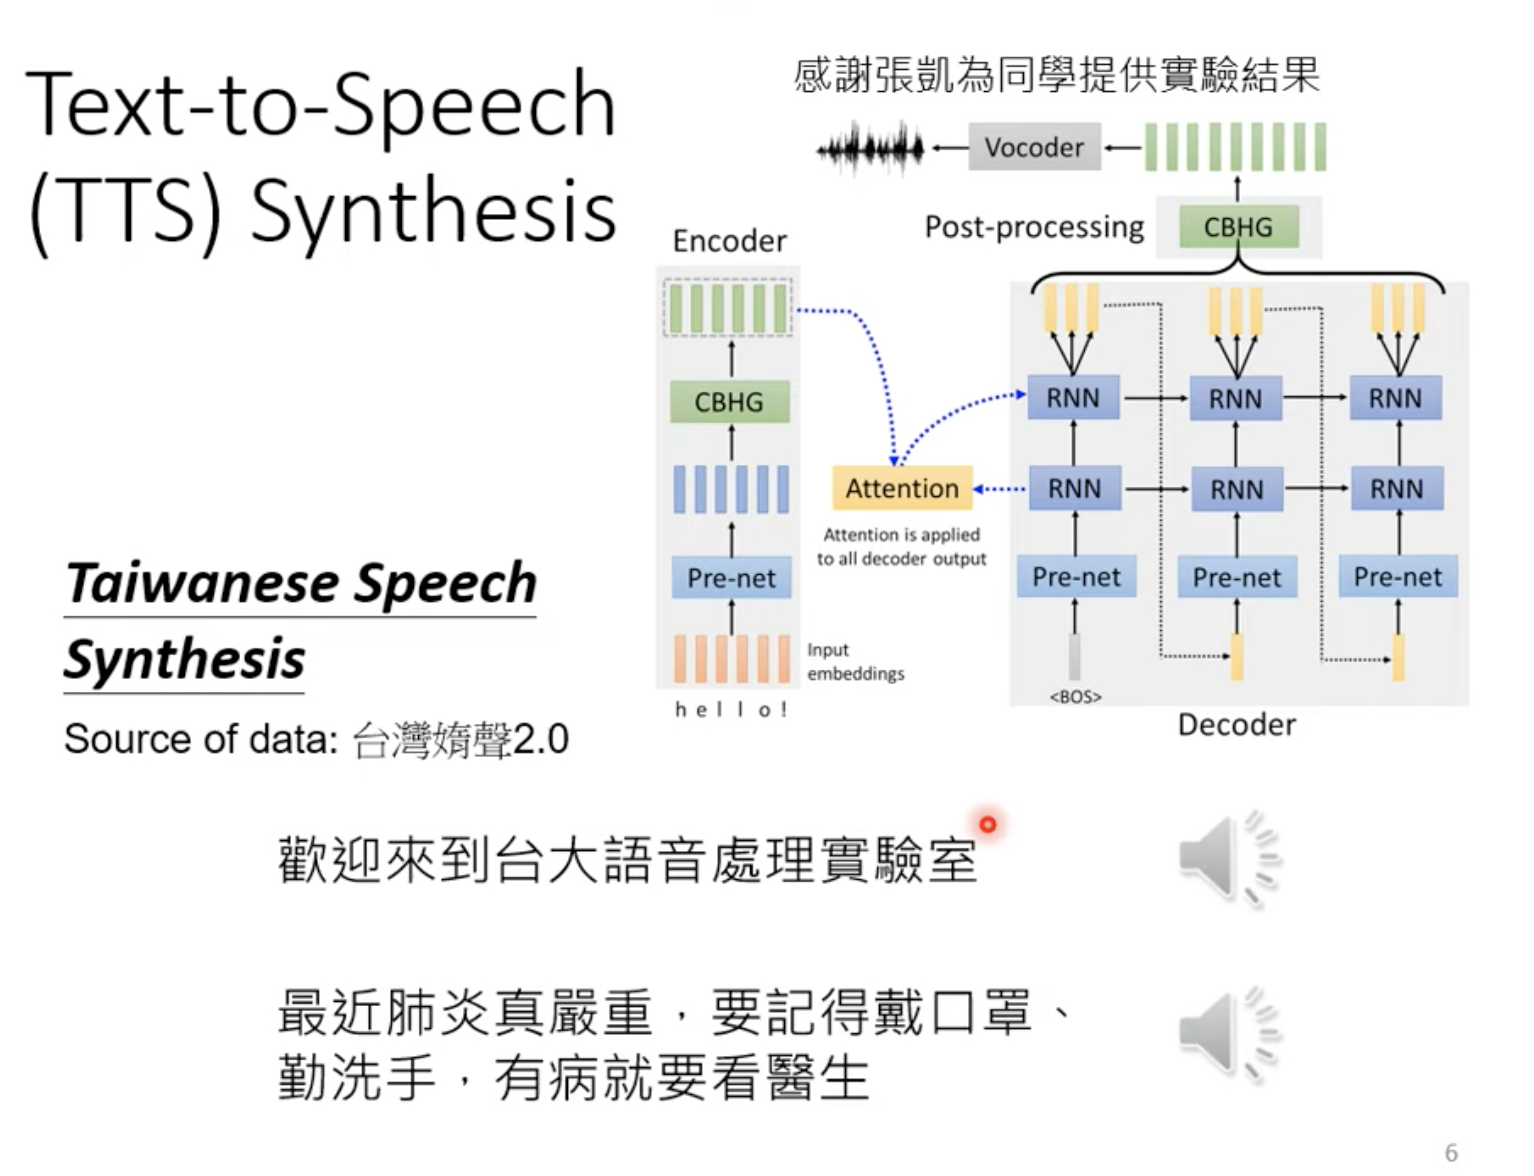 Text-to-Speech
(TTS) Synthesis
感謝張凱為同學提供實驗結果
Vocoder
Post-processing
CBHG
Encoder
CBHG
Pre-net
Input
embeddings
h e l l o !
Attention
Attention is applied
to all decoder output
RNN
RNN
RNN
RNN
RNN
RNN
Pre-net
Pre-net
Pre-net
<BOS>
Decoder
Taiwanese Speech
Synthesis
Source of data: 台灣媠聲2.0
歡迎來到台大語音處理實驗室
最近肺炎真嚴重，要記得戴口罩、
勤洗手，有病就要看醫生
6